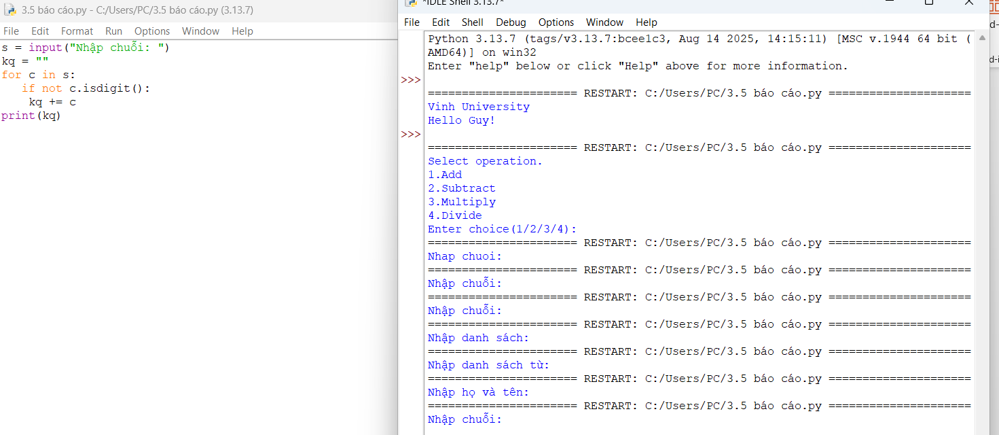 3.5 báo cáo.py - C:/Users/PC/3.5 báo cáo.py (3.13.7)
File Edit Format Run Options Window Help
s = input("Nhập chuỗi: ")
kq = ""
for c in s:
   if not c.isdigit():
    kq += c
print(kq)
*IDLE Shell 3.13.7*
File Edit Shell Debug Options Window Help
Python 3.13.7 (tags/v3.13.7:bcee1c3, Aug 14 2025, 14:15:11) [MSC v.1944 64 bit (
AMD64)] on win32
Enter "help" below or click "Help" above for more information.
>>>
====================== RESTART: C:/Users/PC/3.5 báo cáo.py =====================
Vinh University
Hello Guy!
>>>
====================== RESTART: C:/Users/PC/3.5 báo cáo.py =====================
Select operation.
1.Add
2.Subtract
3.Multiply
4.Divide
Enter choice(1/2/3/4):
====================== RESTART: C:/Users/PC/3.5 báo cáo.py =====================
Nhap chuoi:
====================== RESTART: C:/Users/PC/3.5 báo cáo.py =====================
Nhập chuỗi:
====================== RESTART: C:/Users/PC/3.5 báo cáo.py =====================
Nhập chuỗi:
====================== RESTART: C:/Users/PC/3.5 báo cáo.py =====================
Nhập danh sách:
====================== RESTART: C:/Users/PC/3.5 báo cáo.py =====================
Nhập danh sách từ:
====================== RESTART: C:/Users/PC/3.5 báo cáo.py =====================
Nhập họ và tên:
====================== RESTART: C:/Users/PC/3.5 báo cáo.py =====================
Nhập chuỗi: